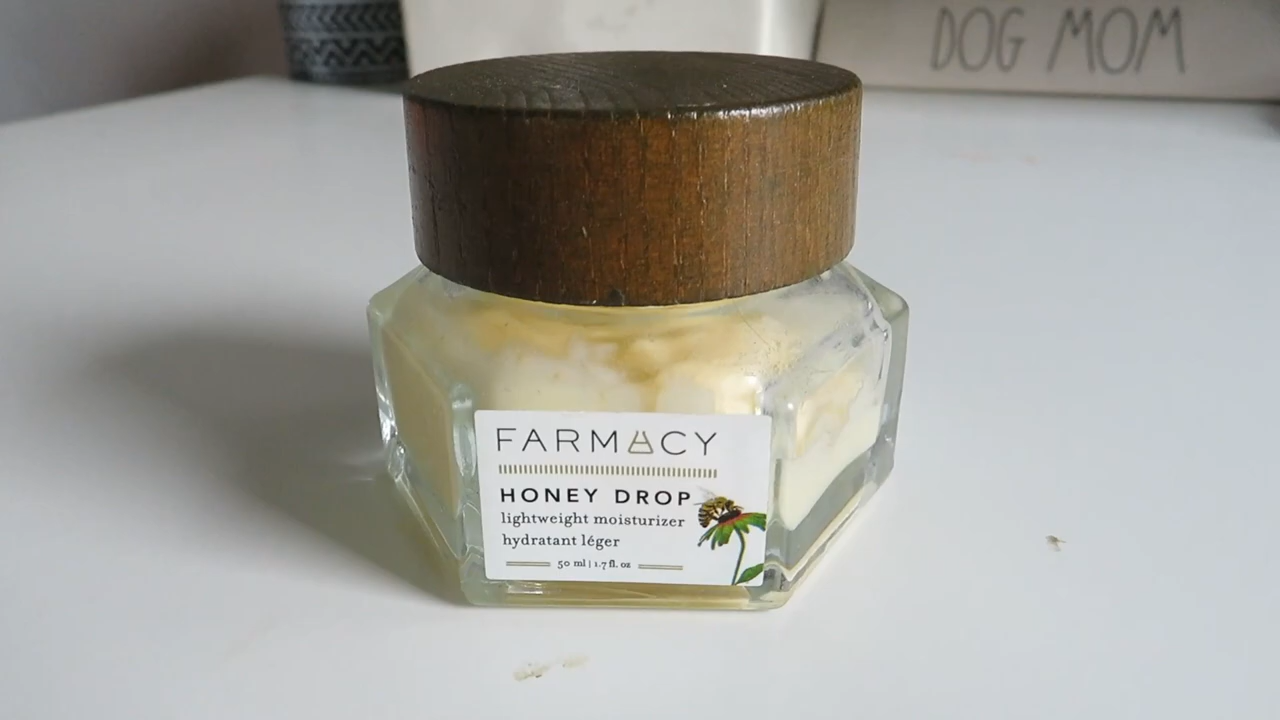 DOG MOM
FARMACY
HONEY DROP
lightweight moisturizer
hydratant léger
50 ml | 1.7 fl. oz